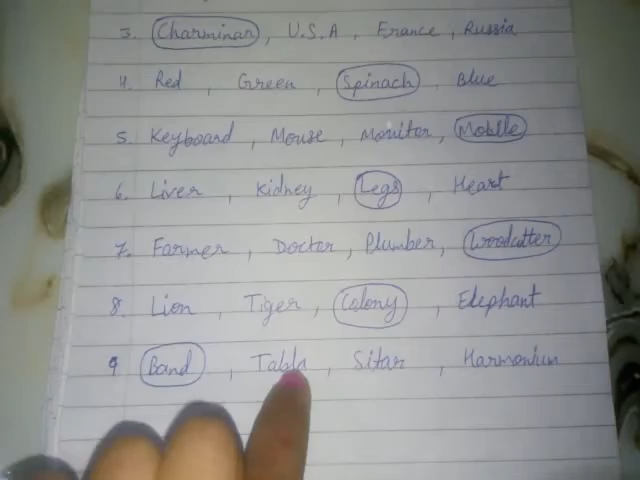 3. Charminar, U.S.A, France, Russia
4. Red, Green, Spinach, Blue
5. Keyboard, Mouse, Monitor, Mobile
6. Liver, Kidney, Legs, Heart
7. Farmer, Doctor, Plumber, Woodcutter
8. Lion, Tiger, Colony, Elephant
9 Band, Tabla, Sitar, Harmonium